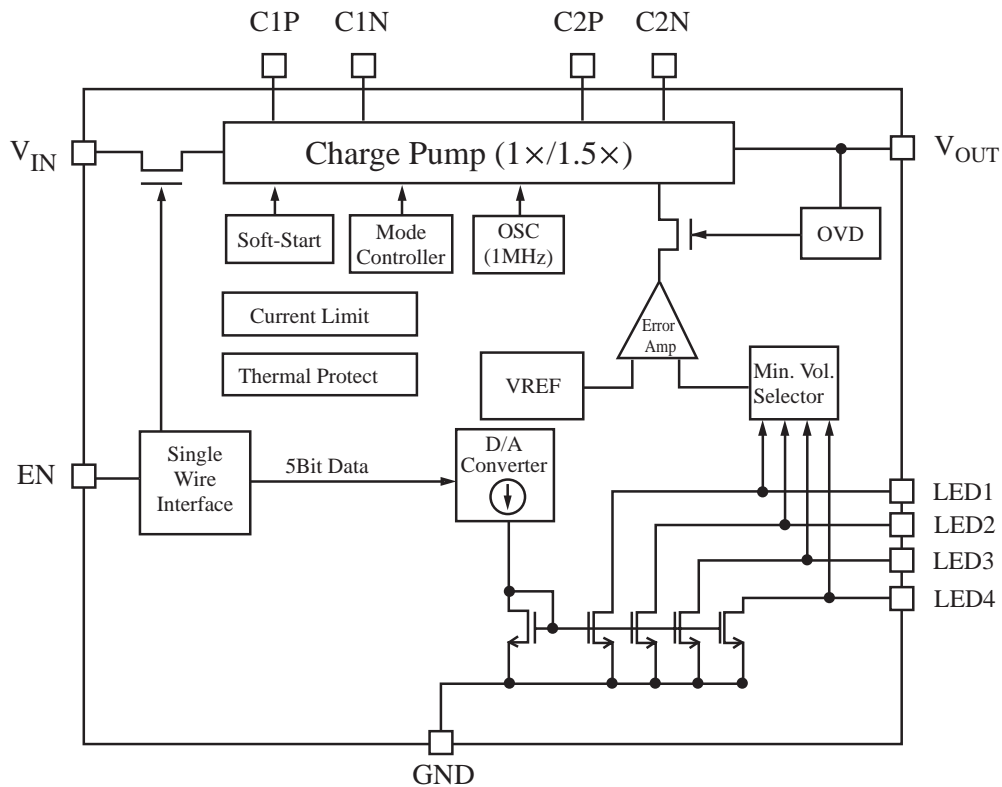 C1P C1N C2P C2N
VIN
Charge Pump (1×/1.5×)
VOUT
Soft-Start
Mode
Controller
OSC
(1MHz)
OVD
Current Limit
Error
Amp
Thermal Protect
VREF
Min. Vol.
Selector
EN
Single
Wire
Interface
5Bit Data
D/A
Converter
LED1
LED2
LED3
LED4
GND